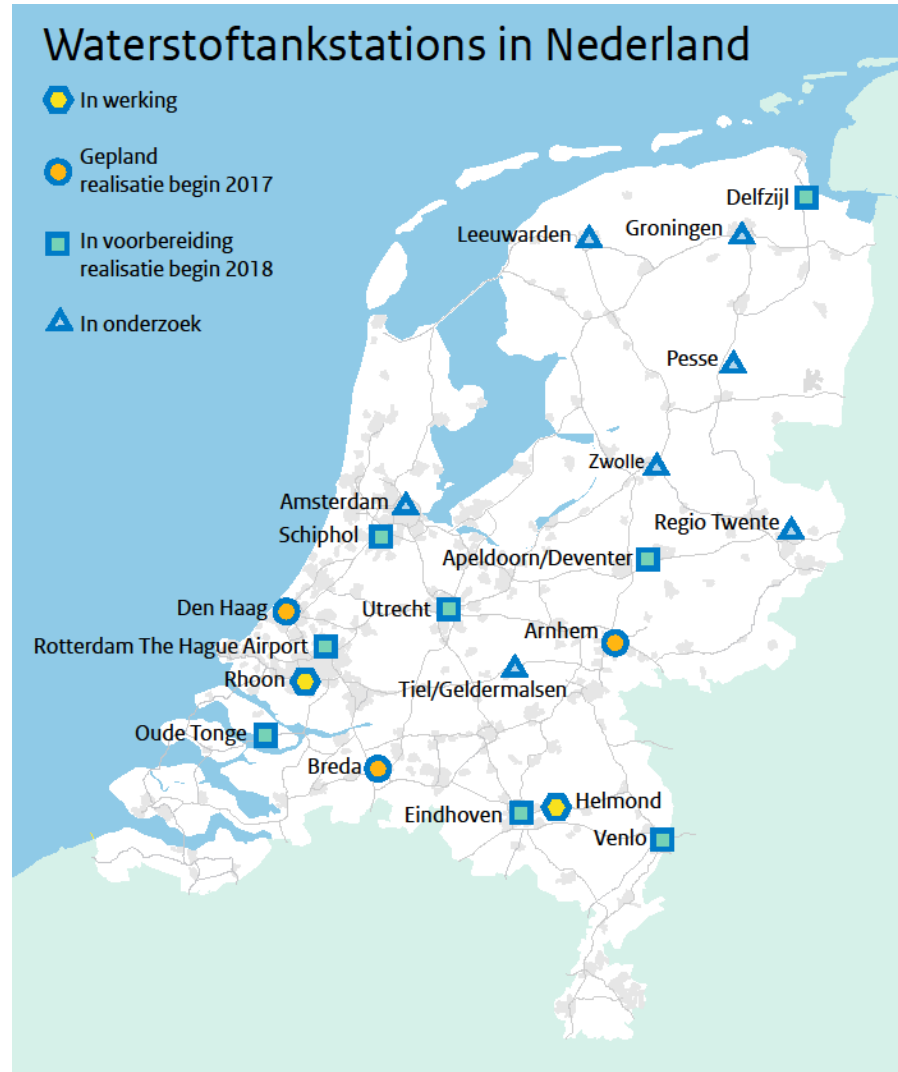 Waterstoftankstations in Nederland
In werking
Gepland
realisatie begin 2017
In voorbereiding
realisatie begin 2018
In onderzoek
Delfzijl
Leeuwarden
Groningen
Pesse
Zwolle
Amsterdam
Regio Twente
Schiphol
Apeldoorn/Deventer
Den Haag
Utrecht
Arnhem
Rotterdam The Hague Airport
Rhoon
Tiel/Geldermalsen
Oude Tonge
Breda
Helmond
Eindhoven
Venlo